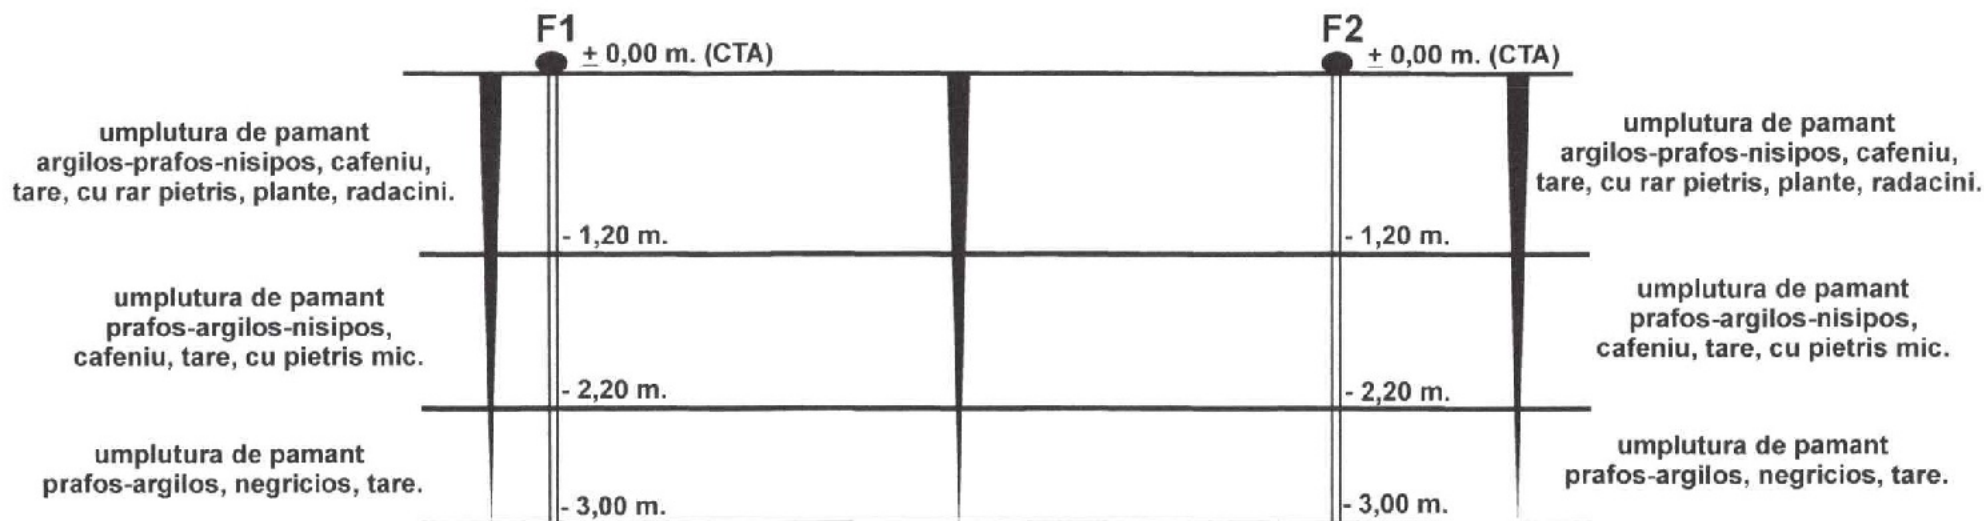 F1
± 0,00 m. (CTA)
F2
± 0,00 m. (CTA)
umplutura de pamant
argilos-prafos-nisipos, cafeniu,
tare, cu rar pietris, plante, radacini.
umplutura de pamant
argilos-prafos-nisipos, cafeniu,
tare, cu rar pietris, plante, radacini.
- 1,20 m.
- 1,20 m.
umplutura de pamant
prafos-argilos-nisipos,
cafeniu, tare, cu pietris mic.
umplutura de pamant
prafos-argilos-nisipos,
cafeniu, tare, cu pietris mic.
- 2,20 m.
- 2,20 m.
umplutura de pamant
prafos-argilos, negricios, tare.
umplutura de pamant
prafos-argilos, negricios, tare.
- 3,00 m.
- 3,00 m.